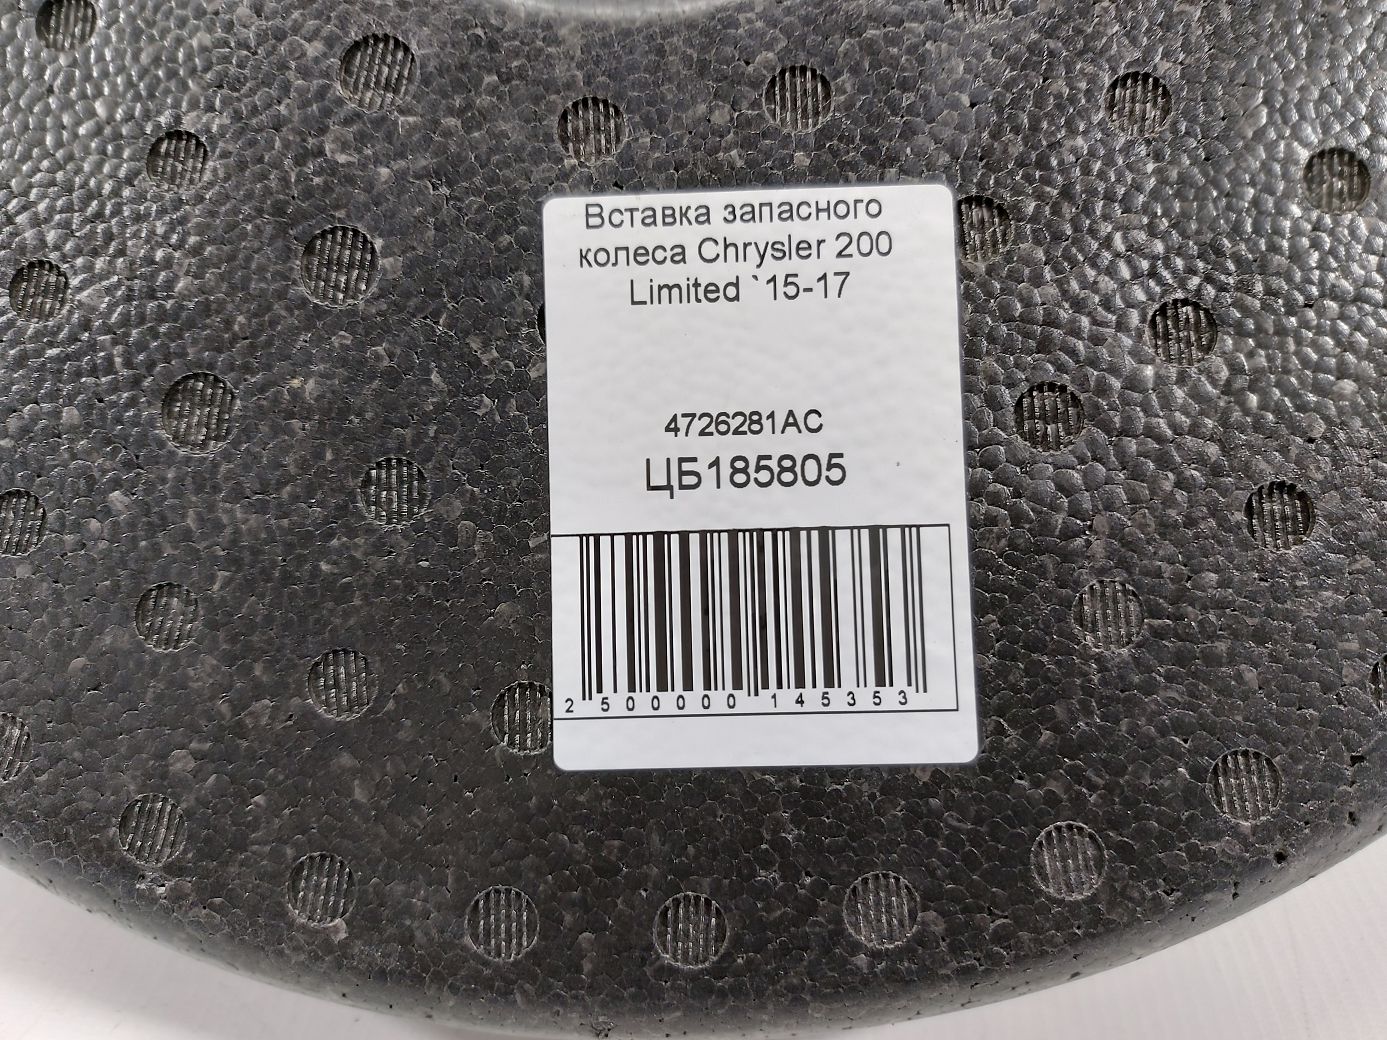 Вставка запасного
колеса Chrysler 200
Limited `15-17
4726281AC
ЦБ185805
2 500000 145353